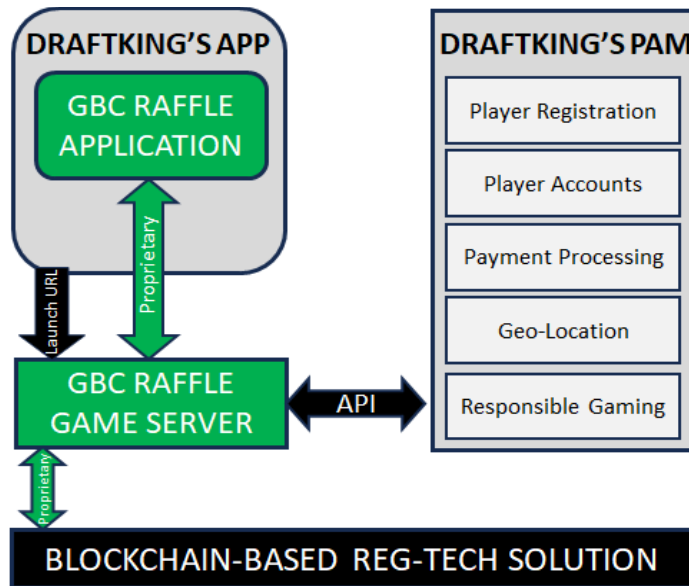 DRAFTKING'S APP
GBC RAFFLE
APPLICATION
Proprietary
Launch URL
GBC RAFFLE
GAME SERVER
API
DRAFTKING'S PAM
Player Registration
Player Accounts
Payment Processing
Geo-Location
Responsible Gaming
Proprietary
BLOCKCHAIN-BASED REG-TECH SOLUTION